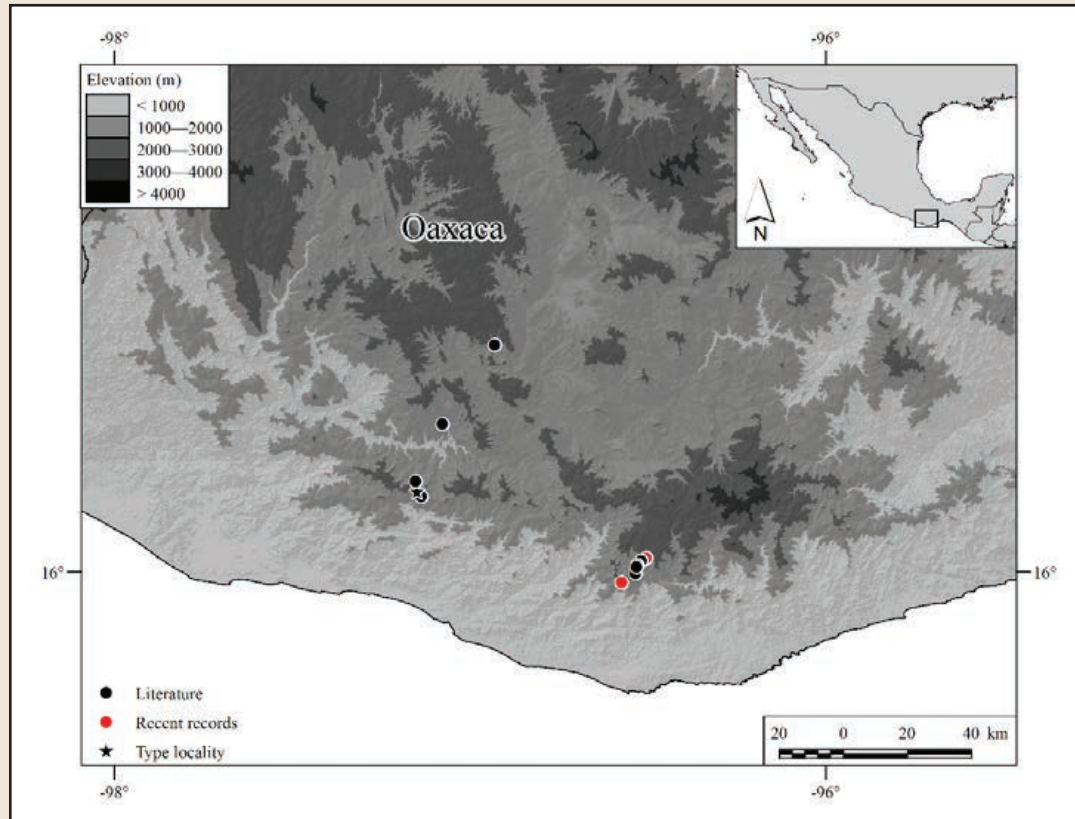 -98°
-96°
Elevation (m)
< 1000
1000—2000
2000—3000
3000—4000
> 4000
N
Oaxaca
16°
16°
Literature
Recent records
Type locality
20 0 20 40 km
-98°
-96°